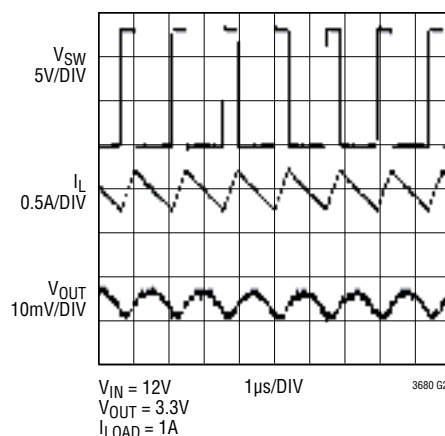 VSW
5V/DIV
IL
0.5A/DIV
VOUT
10mV/DIV
VIN = 12V
VOUT = 3.3V
ILOAD = 1A
1µs/DIV
3680